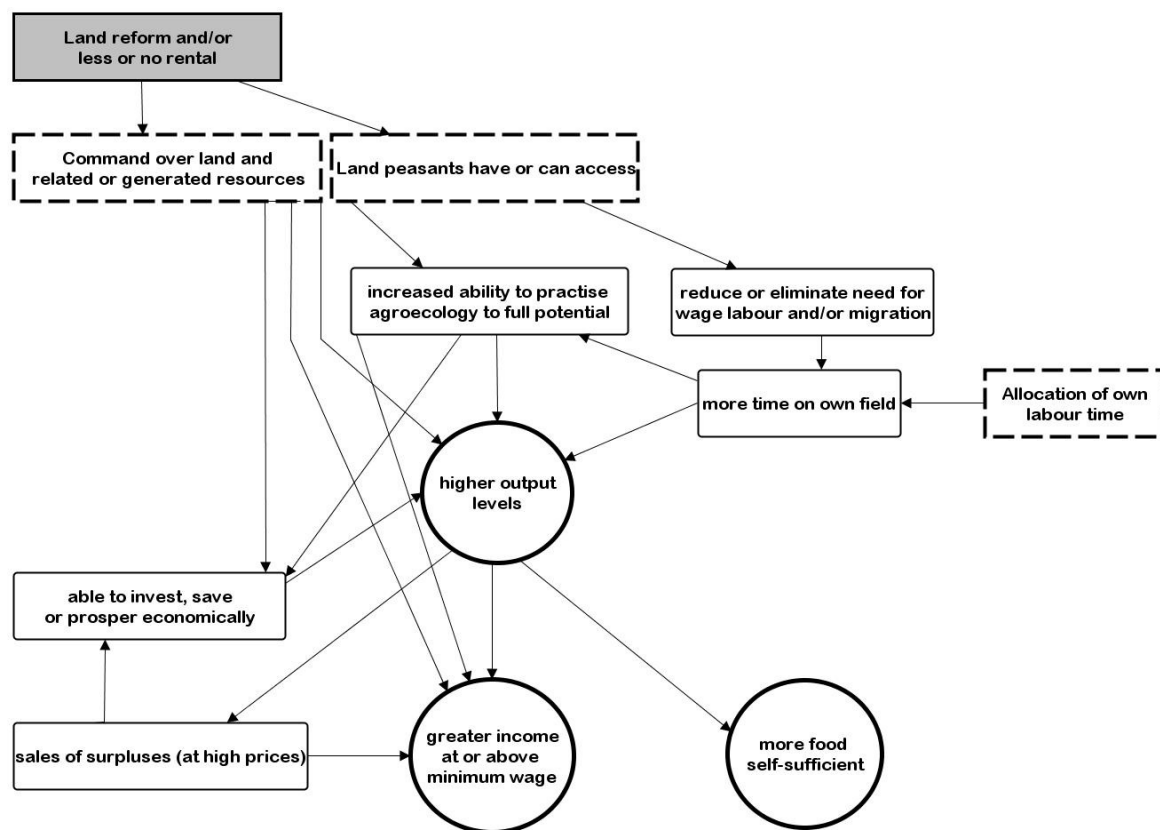 Land reform and/or
less or no rental
Command over land and
related or generated resources
Land peasants have or can access
increased ability to practise
agroecology to full potential
reduce or eliminate need for
wage labour and/or migration
more time on own field
Allocation of own
labour time
higher output
levels
able to invest, save
or prosper economically
sales of surpluses (at high prices)
greater income
at or above
minimum wage
more food
self-sufficient